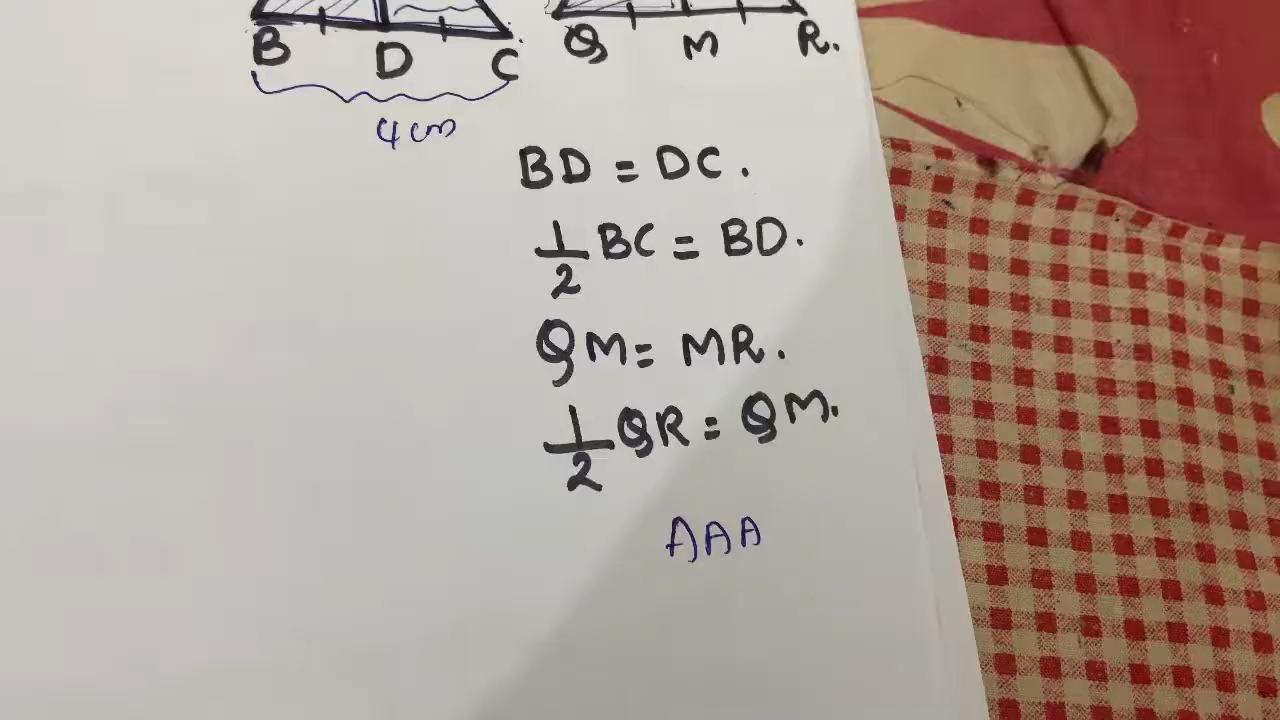 B D C Q M R.
4 cm
BD = DC.
1/2 BC = BD.
QM = MR.
1/2 QR = QM.
AAA